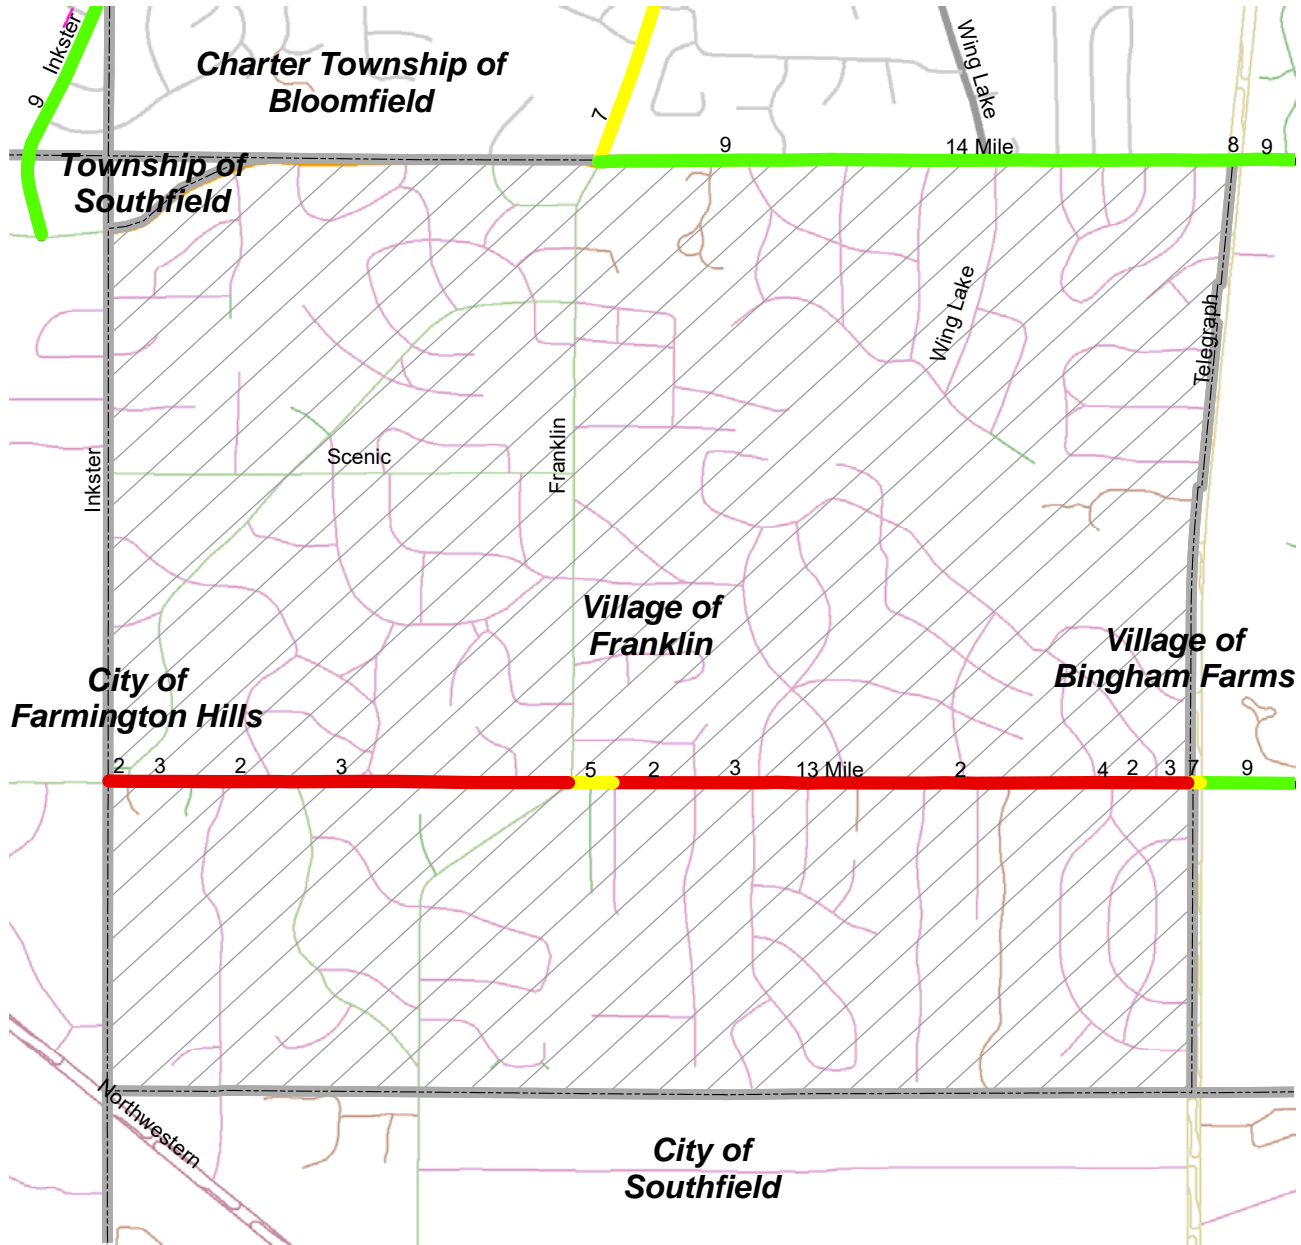 Inkster
9
Charter Township of
Bloomfield
7
Wing Lake
9
14 Mile
8
9
Township of
Southfield
Wing Lake
Telegraph
Inkster
Scenic
Franklin
Village of
Franklin
Village of
Bingham Farms
City of
Farmington Hills
2
3
2
3
5
2
3
13 Mile
2
4
2
3
7
9
Northwestern
City of
Southfield